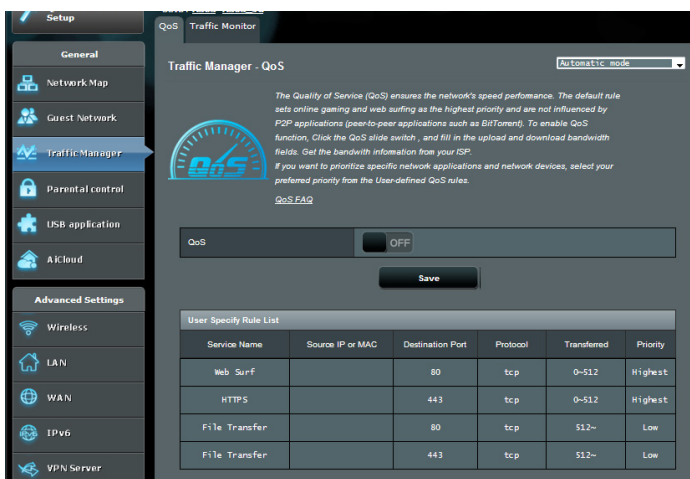 Setup
QoS Traffic Monitor
General
Network Map
Guest Network
Traffic Manager
Parental control
USB application
AiCloud
Advanced Settings
Wireless
LAN
WAN
IPv6
VPN Server
Traffic Manager - QoS
Automatic mode
The Quality of Service (QoS) ensures the network's speed perfomance. The default rule
sets online gaming and web surfing as the highest priority and are not influenced by
P2P applications (peer-to-peer applications such as BitTorrent). To enable QoS
function, Click the QoS slide switch , and fill in the upload and download bandwidth
fields. Get the bandwith information from your ISP.
If you want to prioritize specific network applications and network devices, select your
preferred priority from the User-defined QoS rules.
QoS FAQ
QoS
QoS OFF
Save
User Specify Rule List
Service Name Source IP or MAC Destination Port Protocol Transferred Priority
Web Surf 80 tcp 0~512 Highest
HTTPS 443 tcp 0~512 Highest
File Transfer 80 tcp 512~ Low
File Transfer 443 tcp 512~ Low